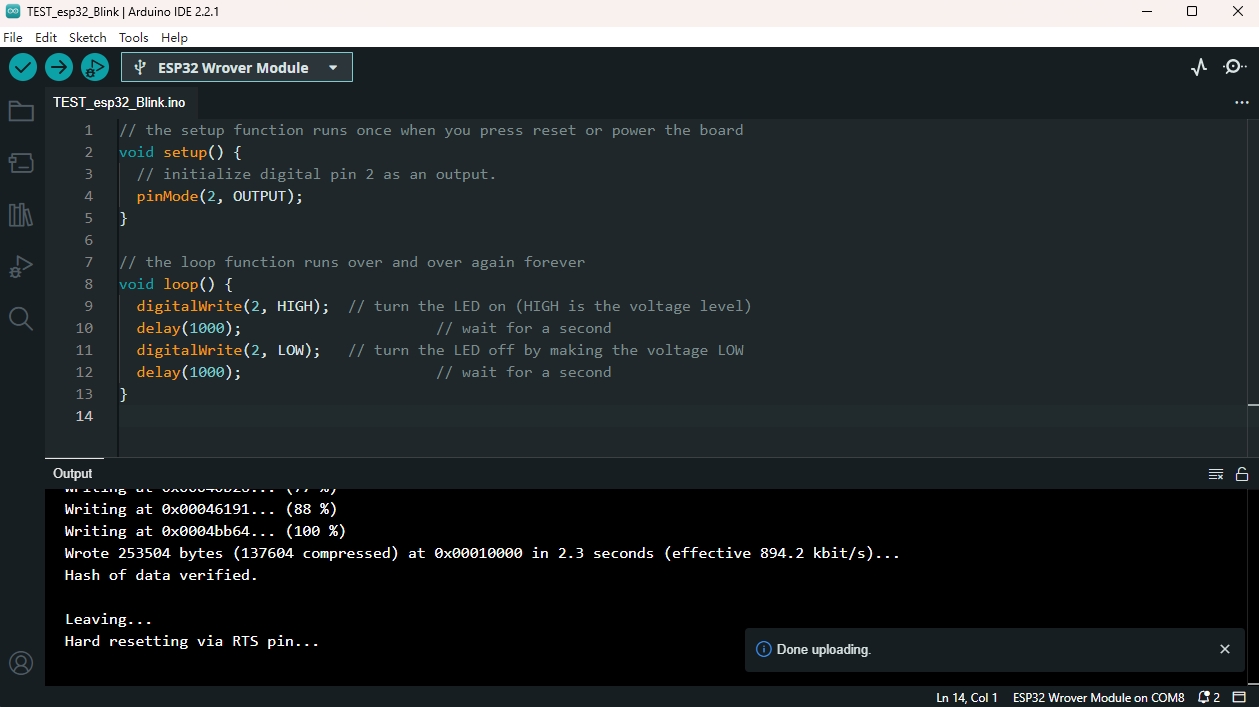 TEST_esp32_Blink | Arduino IDE 2.2.1
File Edit Sketch Tools Help
ESP32 Wrover Module
TEST_esp32_Blink.ino
1 // the setup function runs once when you press reset or power the board
2 void setup() {
3 // initialize digital pin 2 as an output.
4 pinMode(2, OUTPUT);
5 }
6
7 // the loop function runs over and over again forever
8 void loop() {
9 digitalWrite(2, HIGH); // turn the LED on (HIGH is the voltage level)
10 delay(1000); // wait for a second
11 digitalWrite(2, LOW); // turn the LED off by making the voltage LOW
12 delay(1000); // wait for a second
13 }
14
Output
Writing at
Writing at 0x00046191... (88 %)
Writing at 0x0004bb64... (100 %)
Wrote 253504 bytes (137604 compressed) at 0x00010000 in 2.3 seconds (effective 894.2 kbit/s)...
Hash of data verified.
Leaving...
Hard resetting via RTS pin...
Done uploading.
Ln 14, Col 1 ESP32 Wrover Module on COM8 2